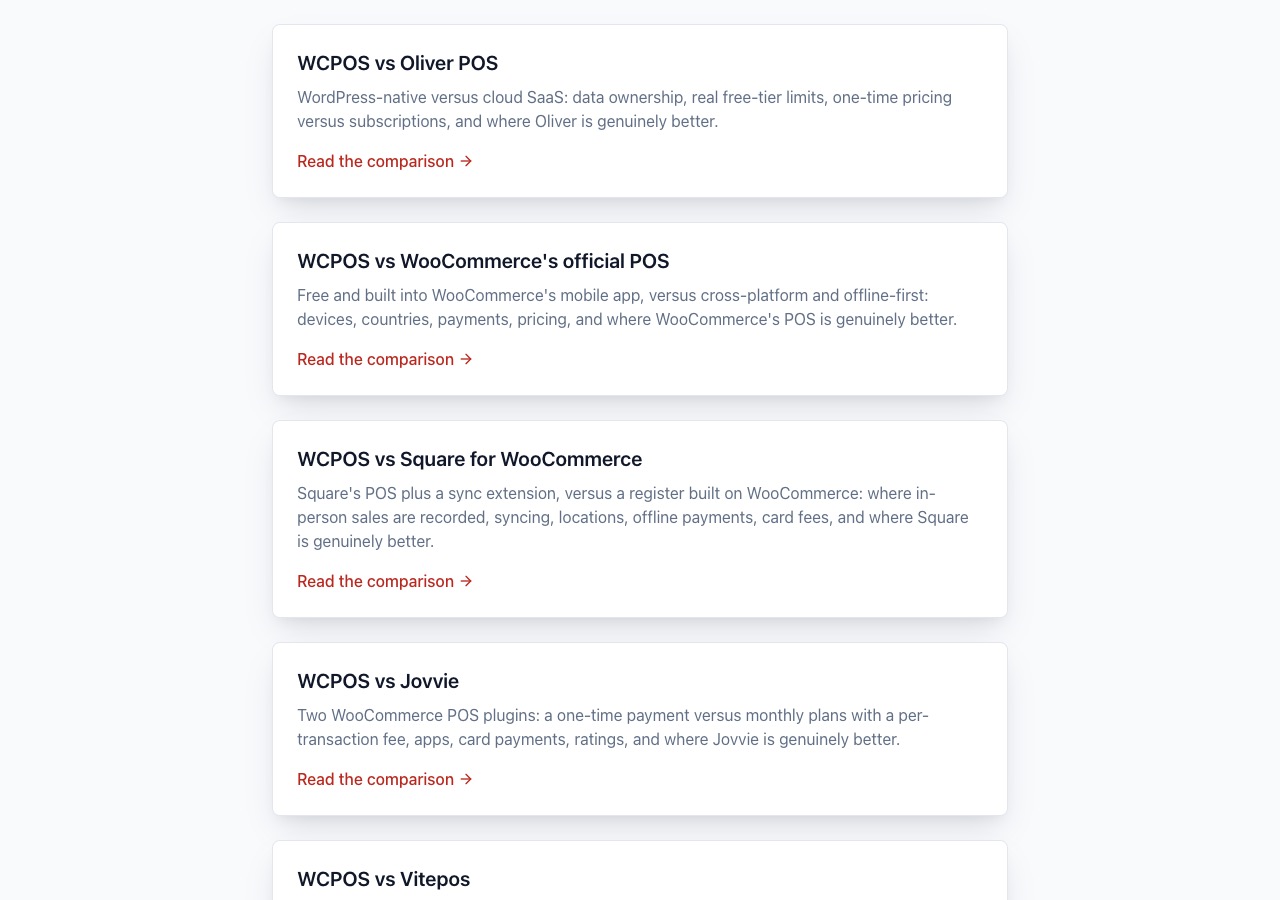 WCPOS vs Oliver POS
WordPress-native versus cloud SaaS: data ownership, real free-tier limits, one-time pricing
versus subscriptions, and where Oliver is genuinely better.
Read the comparison →
WCPOS vs WooCommerce's official POS
Free and built into WooCommerce's mobile app, versus cross-platform and offline-first:
devices, countries, payments, pricing, and where WooCommerce's POS is genuinely better.
Read the comparison →
WCPOS vs Square for WooCommerce
Square's POS plus a sync extension, versus a register built on WooCommerce: where in-
person sales are recorded, syncing, locations, offline payments, card fees, and where Square
is genuinely better.
Read the comparison →
WCPOS vs Jovvie
Two WooCommerce POS plugins: a one-time payment versus monthly plans with a per-
transaction fee, apps, card payments, ratings, and where Jovvie is genuinely better.
Read the comparison →
WCPOS vs Vitepos